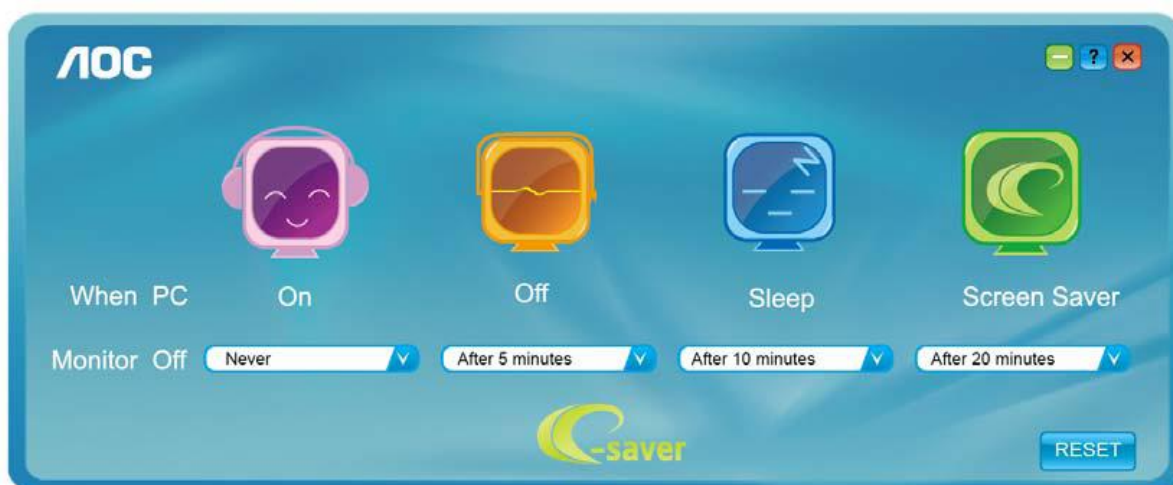 AOC
?
When PC On Off Sleep Screen Saver
Monitor Off Never After 5 minutes After 10 minutes After 20 minutes
e-saver
RESET